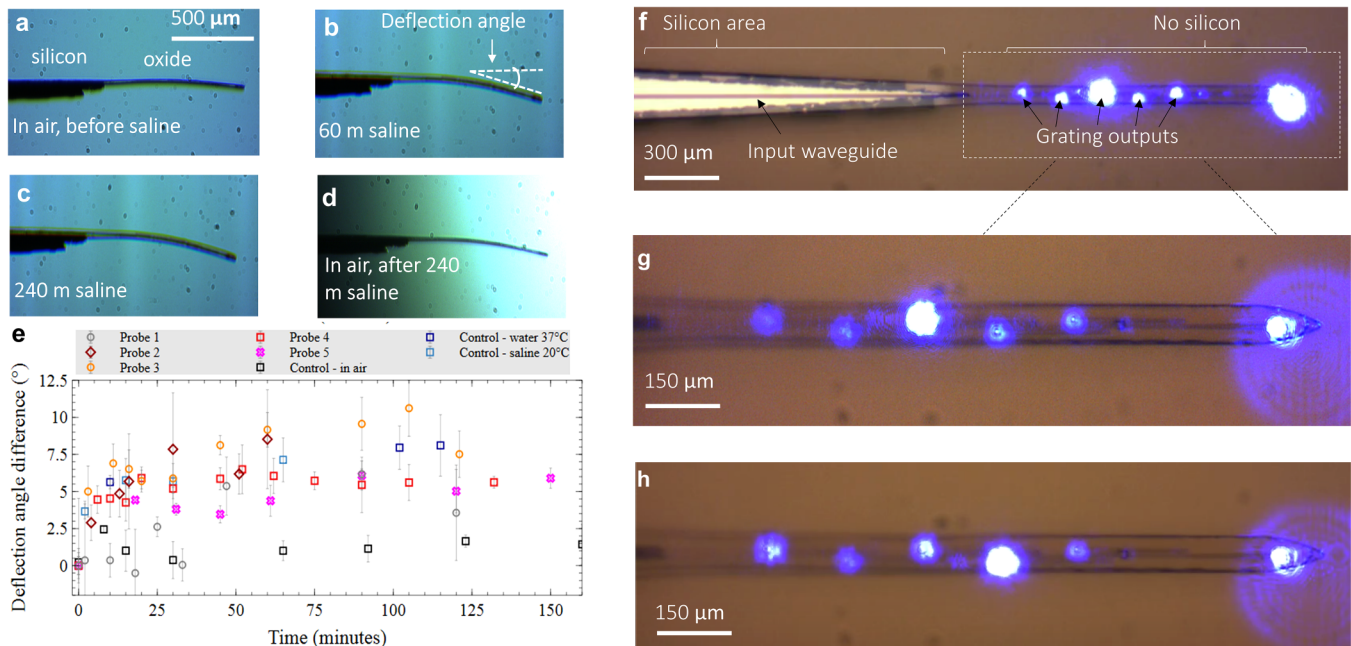 a
500 µm
silicon
oxide
In air, before saline
b
Deflection angle
60 m saline
c
240 m saline
d
In air, after 240
m saline
e
Probe 1
Probe 4
Control - water 37°C
Probe 2
Probe 5
Control - saline 20°C
Probe 3
Control - in air
Deflection angle difference (°)
12.5
10
7.5
5
2.5
0
0
25
50
75
100
125
150
Time (minutes)
f
Silicon area
No silicon
Input waveguide
Grating outputs
300 µm
g
150 µm
h
150 µm